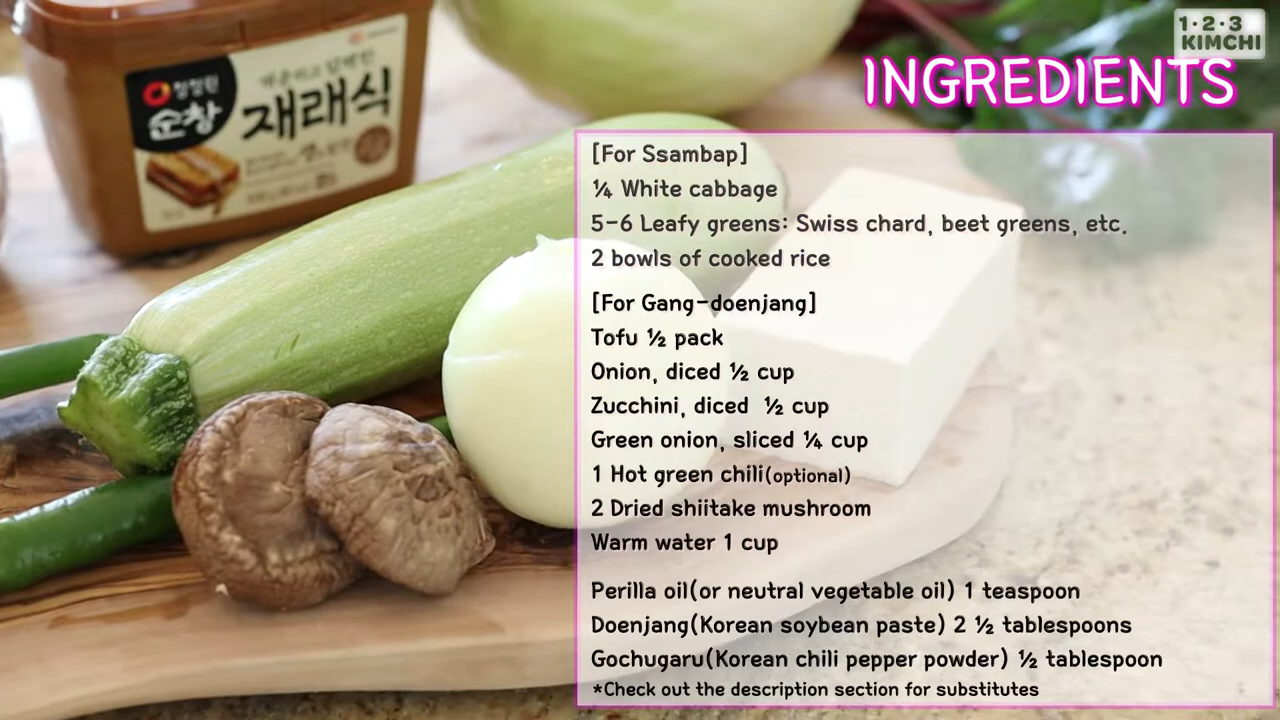 1·2·3
KIMCHI
INGREDIENTS
청정원
순창
재래식
[For Ssambap]
¼ White cabbage
5-6 Leafy greens: Swiss chard, beet greens, etc.
2 bowls of cooked rice
[For Gang-doenjang]
Tofu ½ pack
Onion, diced ½ cup
Zucchini, diced ½ cup
Green onion, sliced ¼ cup
1 Hot green chili(optional)
2 Dried shiitake mushroom
Warm water 1 cup
Perilla oil(or neutral vegetable oil) 1 teaspoon
Doenjang(Korean soybean paste) 2 ½ tablespoons
Gochugaru(Korean chili pepper powder) ½ tablespoon
*Check out the description section for substitutes